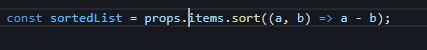 const sortedList = props.items.sort((a, b) => a - b);